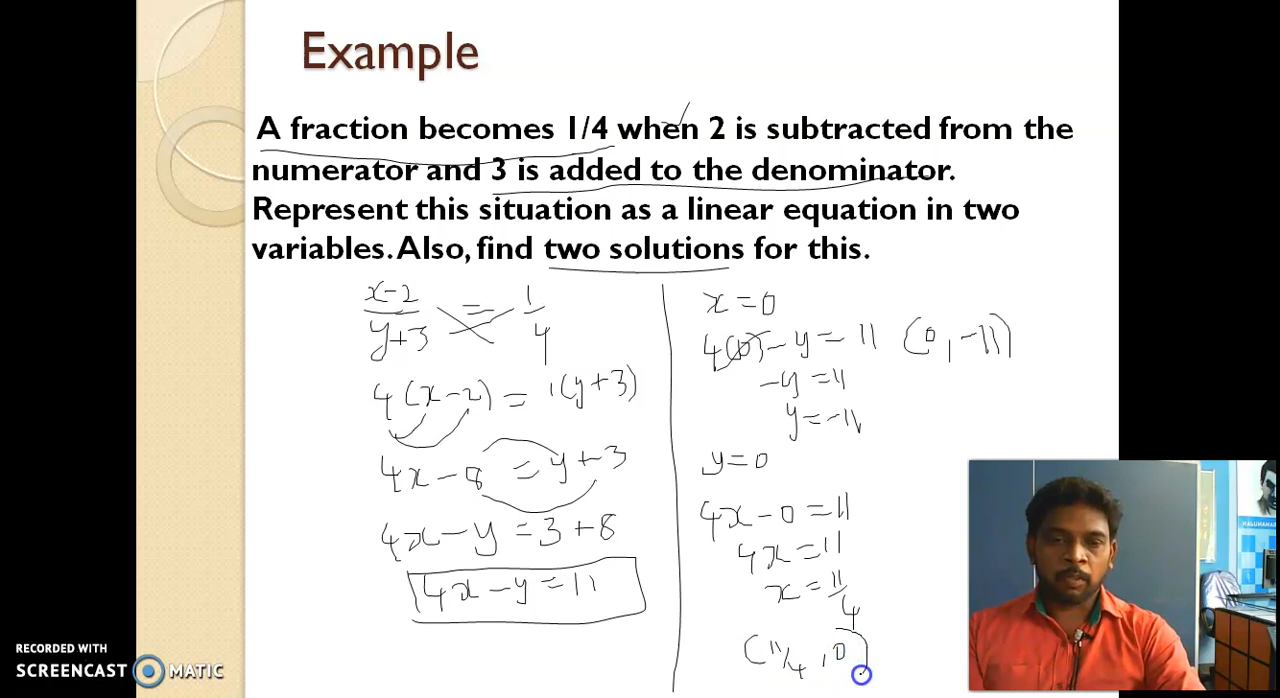 Example
A fraction becomes 1/4 when 2 is subtracted from the
numerator and 3 is added to the denominator.
Represent this situation as a linear equation in two
variables. Also, find two solutions for this.
x-2/y+3 = 1/4
4(x-2) = 1(y+3)
4x-8 = y+3
4x-y=3+8
4x-y=11
x=0
4(0)-y=11 (0,-11)
-y=11
y=-11
y=0
4x-0=11
4x=11
x=11/4
(11/4,0)
RECORDED WITH
SCREENCAST MATIC